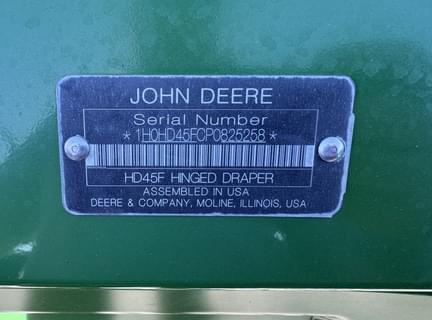 JOHN DEERE
Serial Number
*1H0HD45FCP0825258*
HD45F HINGED DRAPER
ASSEMBLED IN USA
DEERE & COMPANY, MOLINE, ILLINOIS, USA